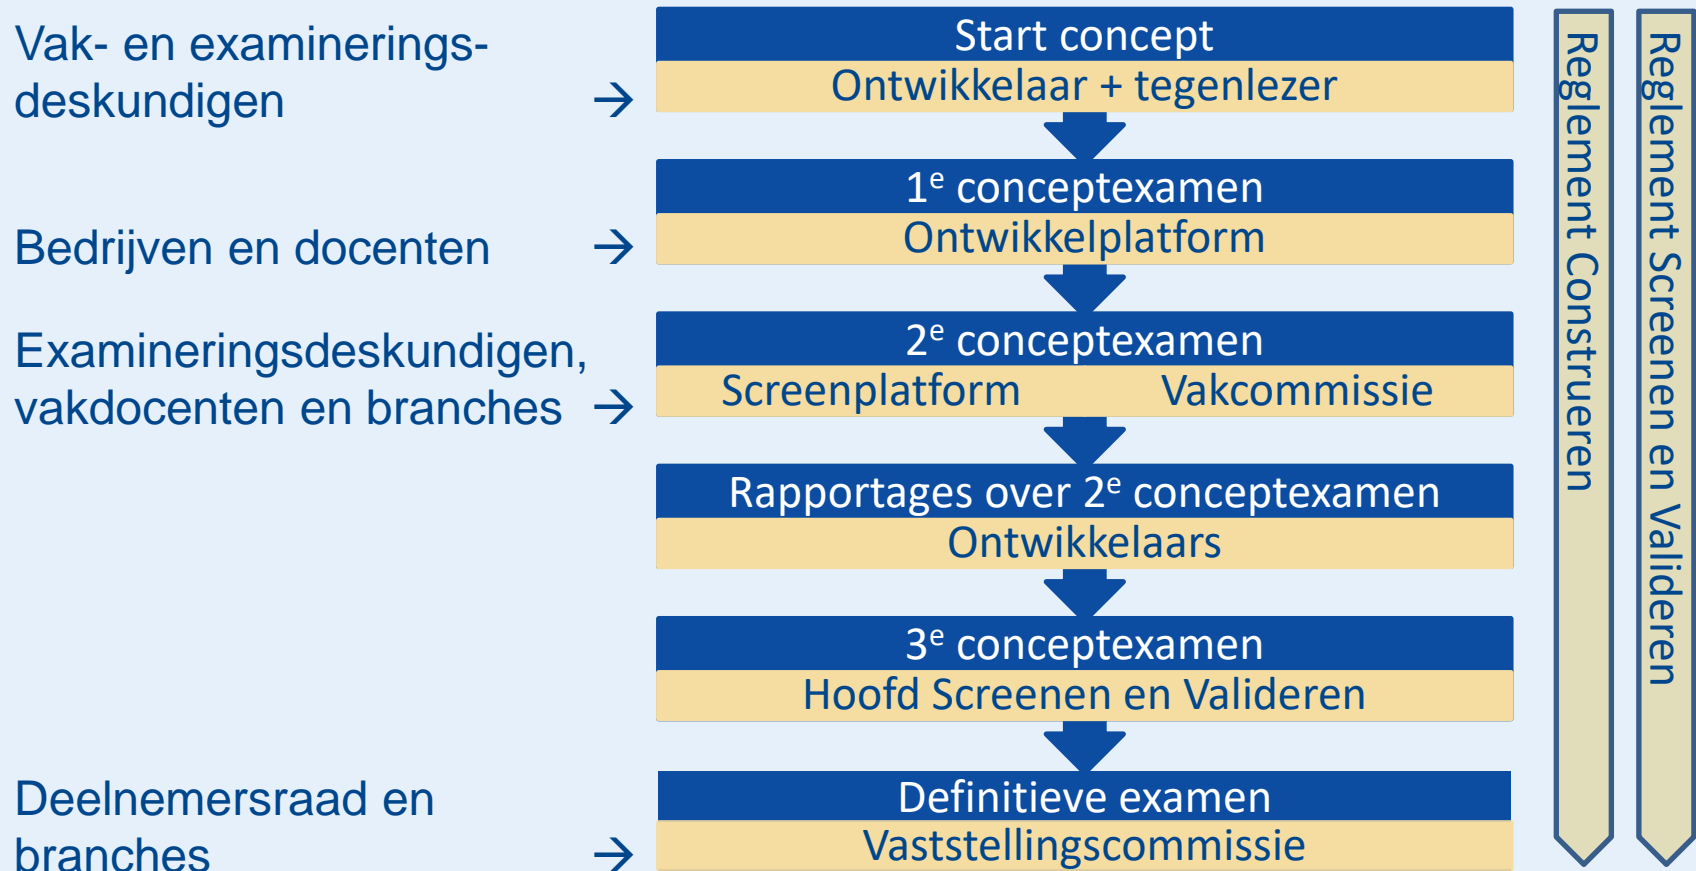 Vak- en examinerings-
deskundigen →
Start concept
Ontwikkelaar + tegenlezer
1e conceptexamen
Bedrijven en docenten →
Ontwikkelplatform
Examineringsdeskundigen,
vakdocenten en branches →
2e conceptexamen
Screenplatform Vakcommissie
Rapportages over 2e conceptexamen
Ontwikkelaars
3e conceptexamen
Hoofd Screenen en Valideren
Deelnemersraad en
branches →
Definitieve examen
Vaststellingscommissie
Reglement Construeren
Reglement Screenen en Valideren